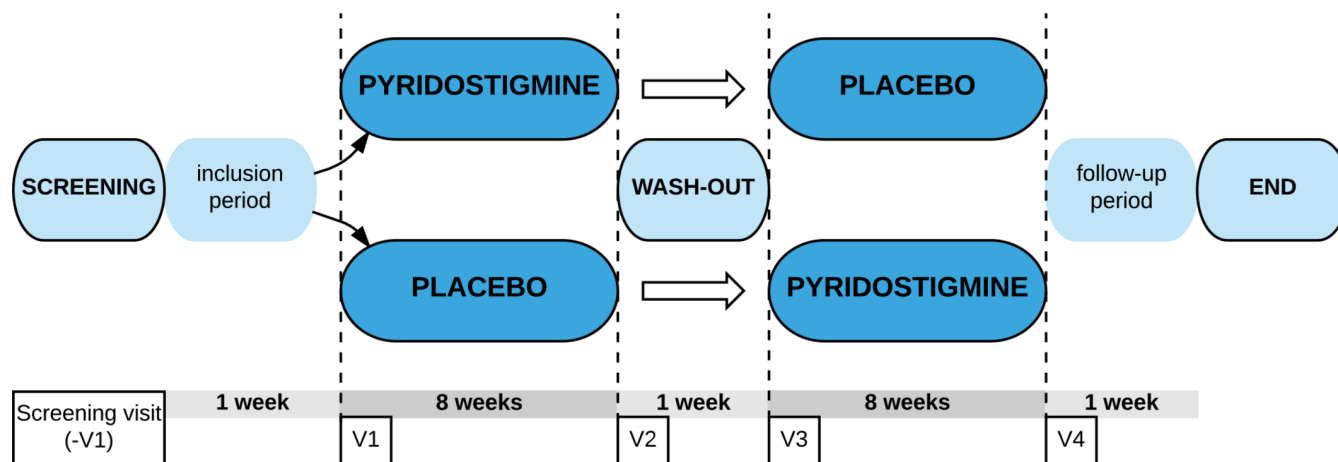 PYRIDOSTIGMINE
PLACEBO
SCREENING
inclusion
period
WASH-OUT
follow-up
period
END
PLACEBO
PYRIDOSTIGMINE
Screening visit
(-V1)
1 week
8 weeks
1 week
8 weeks
1 week
V1
V2
V3
V4